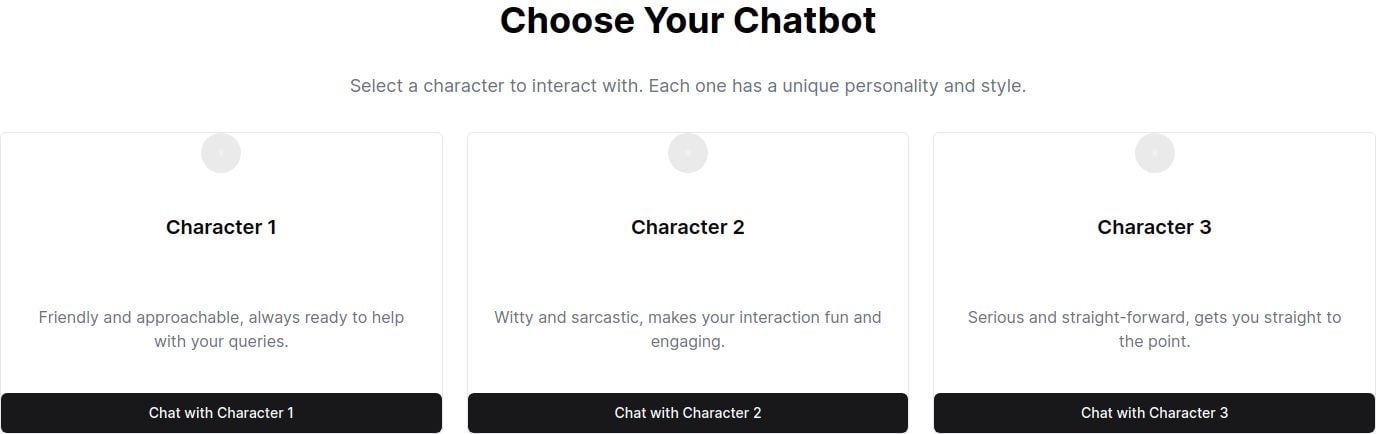 Choose Your Chatbot
Select a character to interact with. Each one has a unique personality and style.
Character 1
Friendly and approachable, always ready to help
with your queries.
Chat with Character 1
Character 2
Witty and sarcastic, makes your interaction fun and
engaging.
Chat with Character 2
Character 3
Serious and straight-forward, gets you straight to
the point.
Chat with Character 3